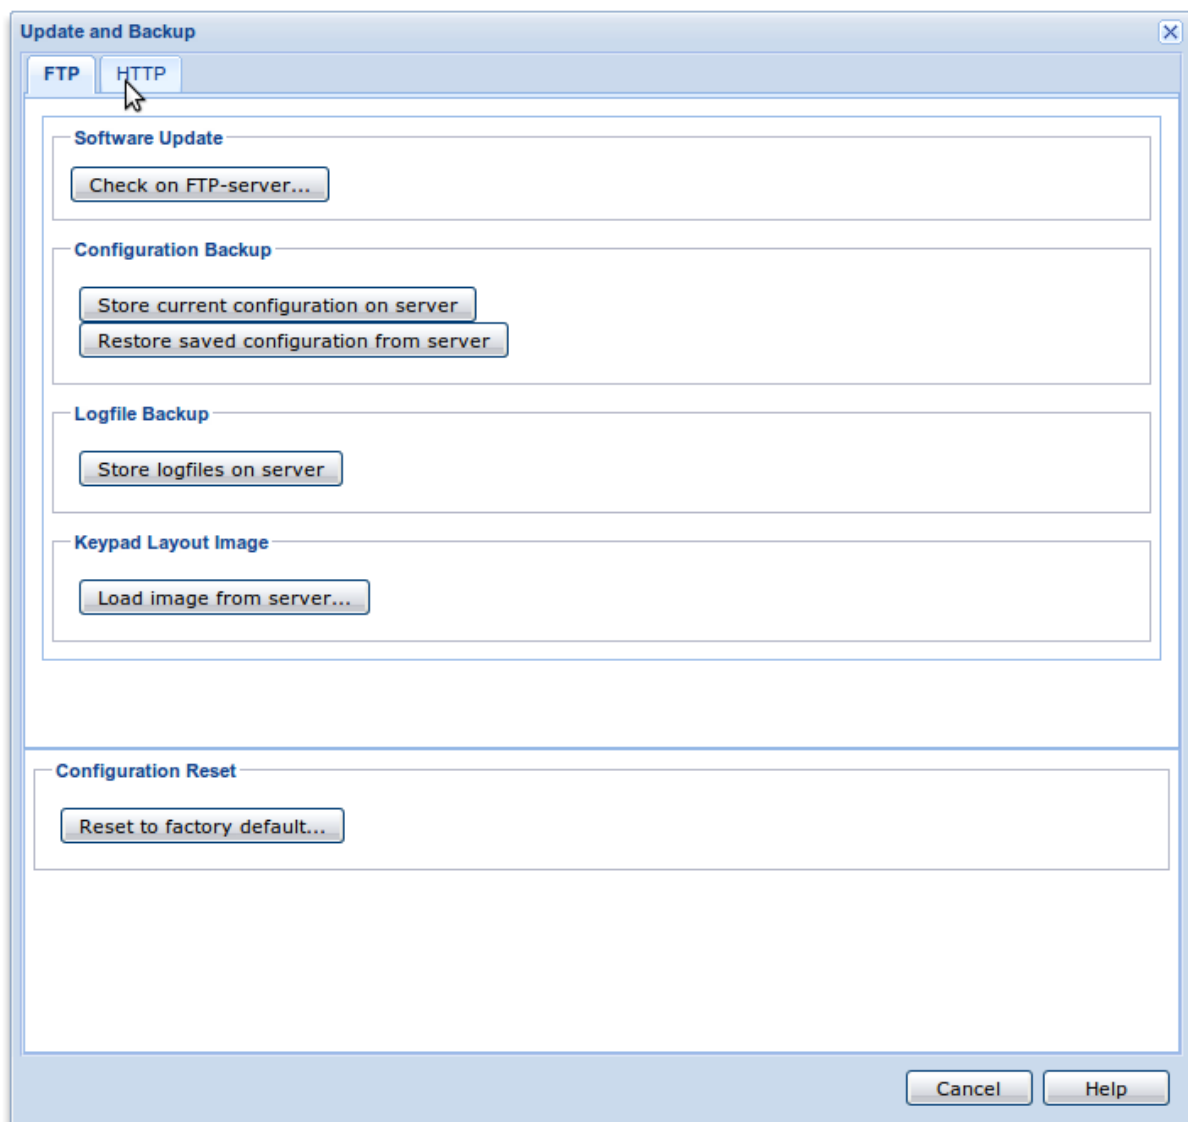 Update and Backup
FTP
HTTP
Software Update
Check on FTP-server...
Configuration Backup
Store current configuration on server
Restore saved configuration from server
Logfile Backup
Store logfiles on server
Keypad Layout Image
Load image from server...
Configuration Reset
Reset to factory default...
Cancel
Help